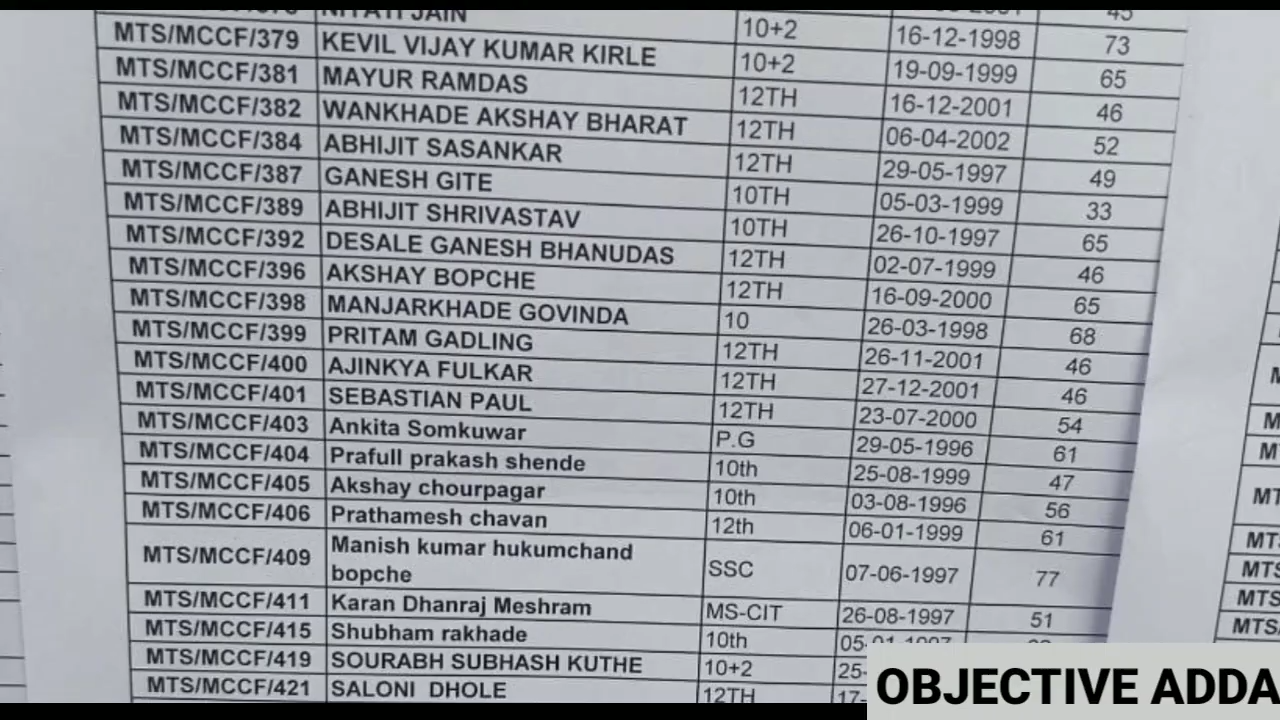 NIYATI JAIN 10+2 16-12-1998 73
MTS/MCCF/379 KEVIL VIJAY KUMAR KIRLE 10+2 19-09-1999 65
MTS/MCCF/381 MAYUR RAMDAS 12TH 16-12-2001 46
MTS/MCCF/382 WANKHADE AKSHAY BHARAT 12TH 06-04-2002 52
MTS/MCCF/384 ABHIJIT SASANKAR 12TH 29-05-1997 49
MTS/MCCF/387 GANESH GITE 10TH 05-03-1999 33
MTS/MCCF/389 ABHIJIT SHRIVASTAV 10TH 26-10-1997 65
MTS/MCCF/392 DESALE GANESH BHANUDAS 12TH 02-07-1999 46
MTS/MCCF/396 AKSHAY BOPCHE 12TH 16-09-2000 65
MTS/MCCF/398 MANJARKHADE GOVINDA 10 26-03-1998 68
MTS/MCCF/399 PRITAM GADLING 12TH 26-11-2001 46
MTS/MCCF/400 AJINKYA FULKAR 12TH 27-12-2001 46
MTS/MCCF/401 SEBASTIAN PAUL 12TH 23-07-2000 54
MTS/MCCF/403 Ankita Somkuwar P.G 29-05-1996 61
MTS/MCCF/404 Prafull prakash shende 10th 25-08-1999 47
MTS/MCCF/405 Akshay chourpagar 10th 03-08-1996 56
MTS/MCCF/406 Prathamesh chavan 12th 06-01-1999 61
MTS/MCCF/409 Manish kumar hukumchand
bopche SSC 07-06-1997 77
MTS/MCCF/411 Karan Dhanraj Meshram MS-CIT 26-08-1997 51
MTS/MCCF/415 Shubham rakhade 10th
MTS/MCCF/419 SOURABH SUBHASH KUTHE 10+2 25-
MTS/MCCF/421 SALONI DHOLE 12TH 17-
OBJECTIVE ADDA